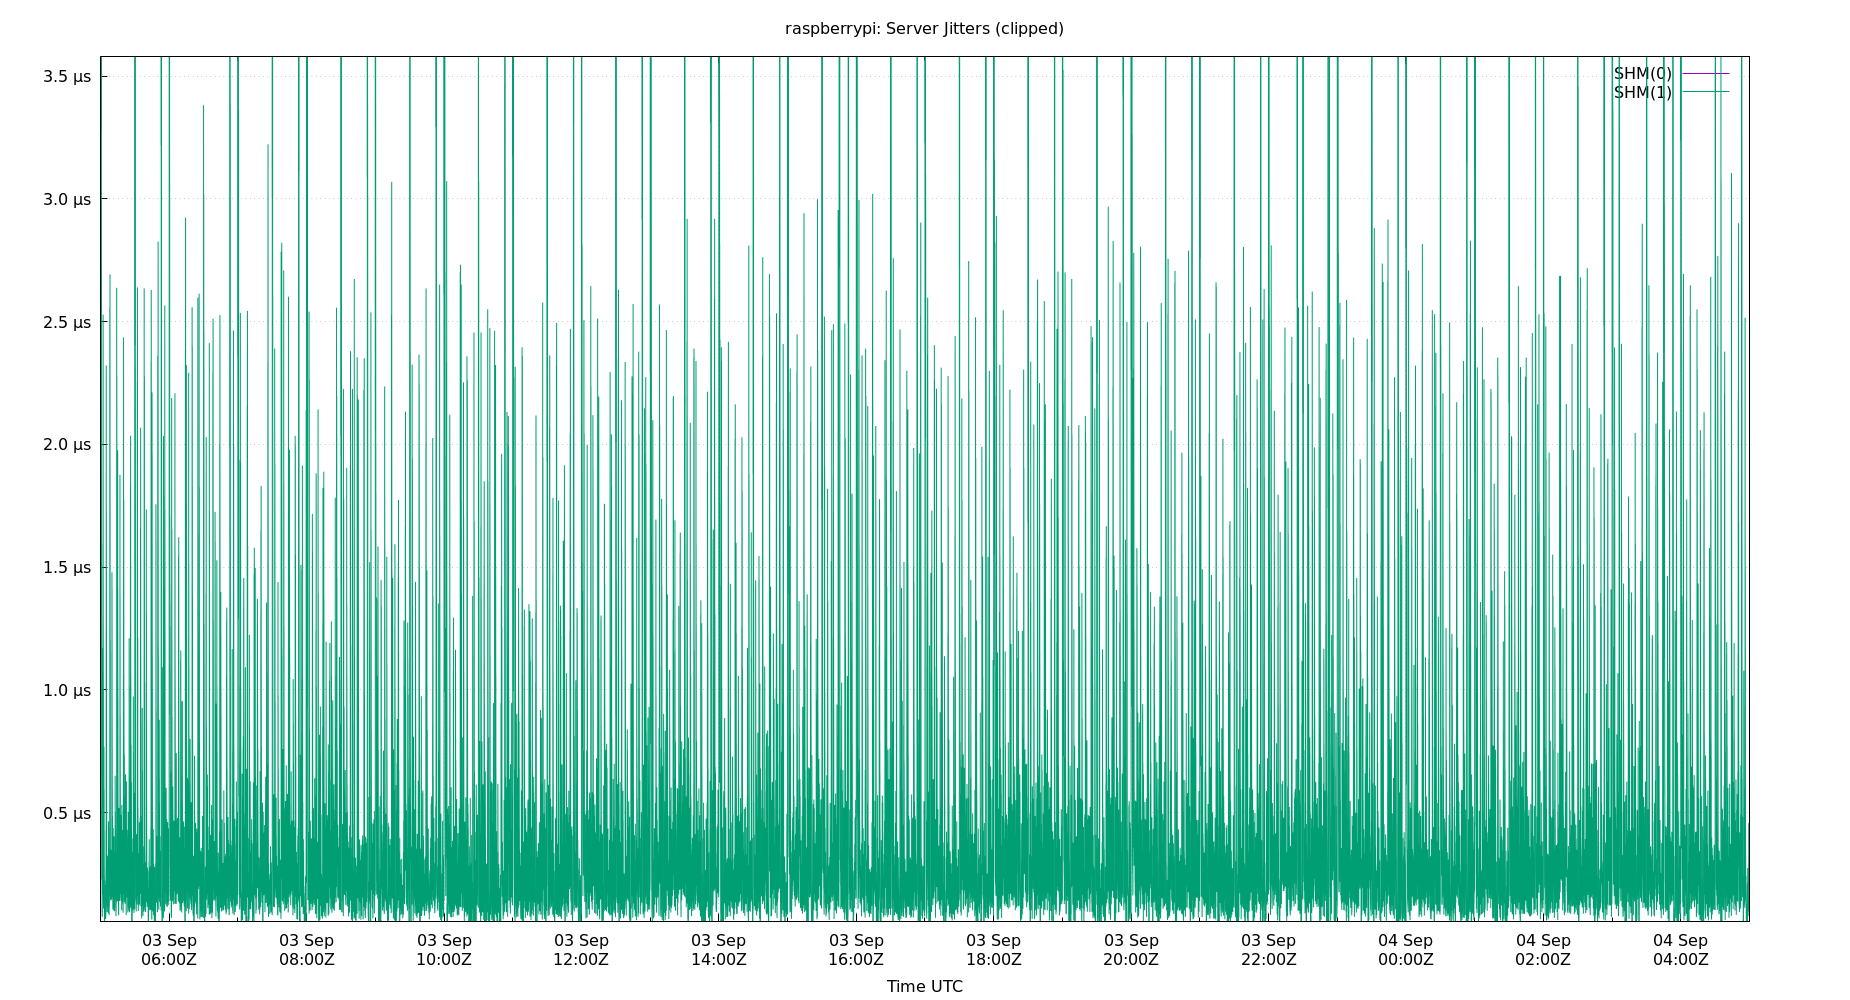 raspberrypi: Server Jitters (clipped)
3.5 µs
3.0 µs
2.5 µs
2.0 µs
1.5 µs
1.0 µs
0.5 µs
SHM(0)
SHM(1)
03 Sep 03 Sep 03 Sep 03 Sep 03 Sep 03 Sep 03 Sep 03 Sep 03 Sep 04 Sep 04 Sep 04 Sep
06:00Z 08:00Z 10:00Z 12:00Z 14:00Z 16:00Z 18:00Z 20:00Z 22:00Z 00:00Z 02:00Z 04:00Z
Time UTC